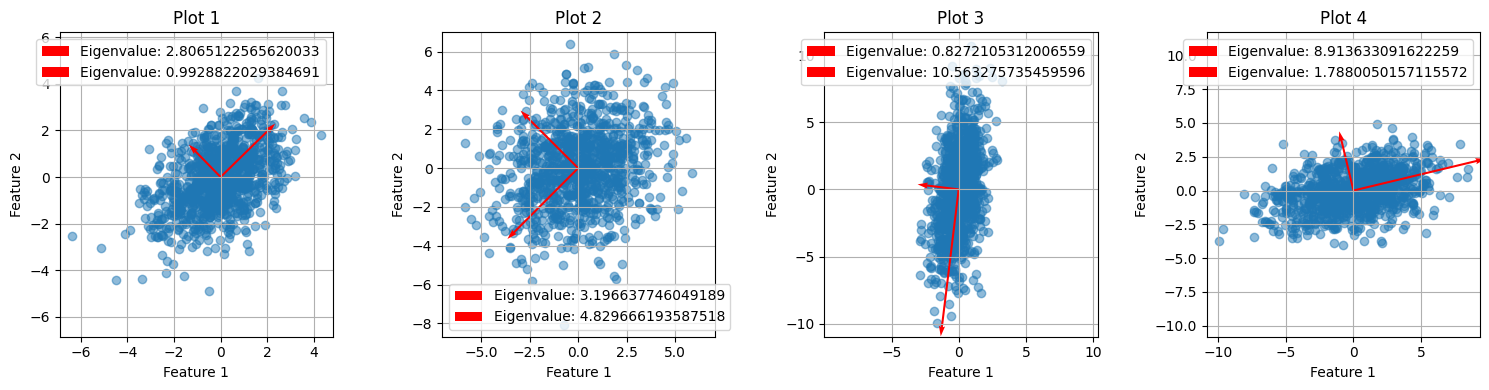 Plot 1
Eigenvalue: 2.8065122565620033
Eigenvalue: 0.9928822029384691
6
4
2
0
−2
−4
−6
Feature 2
−6 −4 −2 0 2 4
Feature 1
Plot 2
6
4
2
0
−2
−4
−6
−8
Feature 2
Eigenvalue: 3.196637746049189
Eigenvalue: 4.829666193587518
−5.0 −2.5 0.0 2.5 5.0
Feature 1
Plot 3
Eigenvalue: 0.8272105312006559
Eigenvalue: 10.563275735459596
10
5
0
−5
−10
Feature 2
−5 0 5 10
Feature 1
Plot 4
Eigenvalue: 8.913633091622259
Eigenvalue: 1.7880050157115572
10.0
7.5
5.0
2.5
0.0
−2.5
−5.0
−7.5
−10.0
Feature 2
−10 −5 0 5
Feature 1